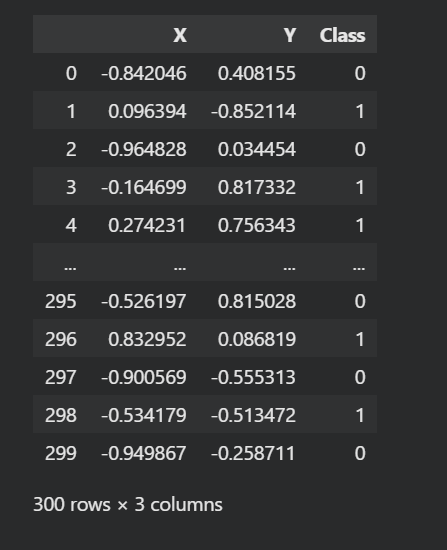 X Y Class
0 -0.842046 0.408155 0
1 0.096394 -0.852114 1
2 -0.964828 0.034454 0
3 -0.164699 0.817332 1
4 0.274231 0.756343 1
... ... ... ...
295 -0.526197 0.815028 0
296 0.832952 0.086819 1
297 -0.900569 -0.555313 0
298 -0.534179 -0.513472 1
299 -0.949867 -0.258711 0
300 rows × 3 columns